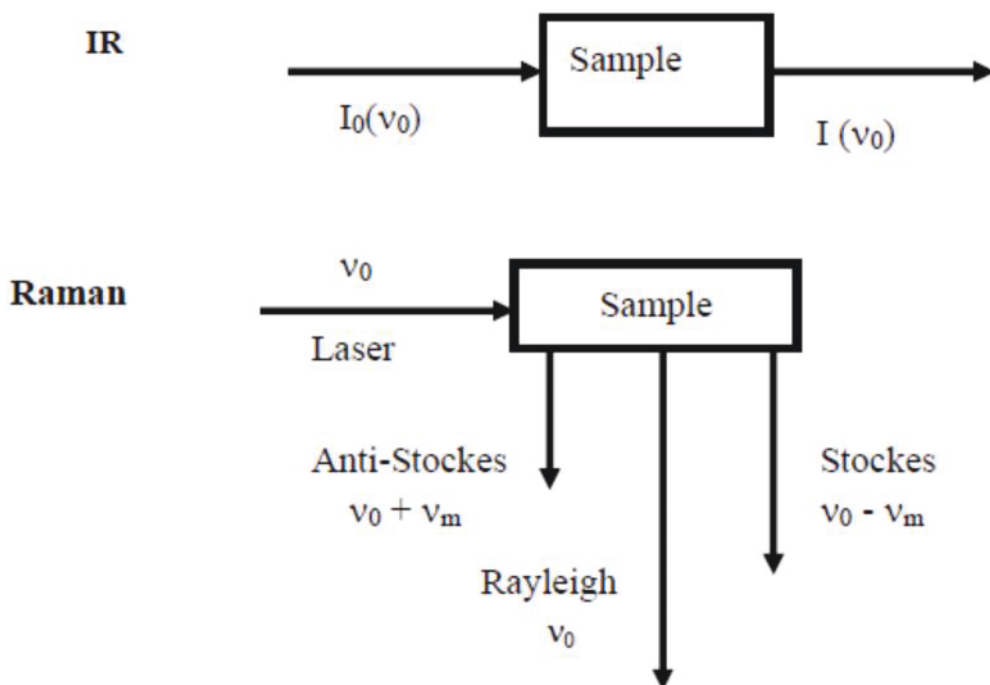 IR
Sample
I₀(ν₀)
I (ν₀)
ν₀
Raman
Sample
Laser
Anti-Stockes
ν₀ + νₘ
Stockes
ν₀ - νₘ
Rayleigh
ν₀